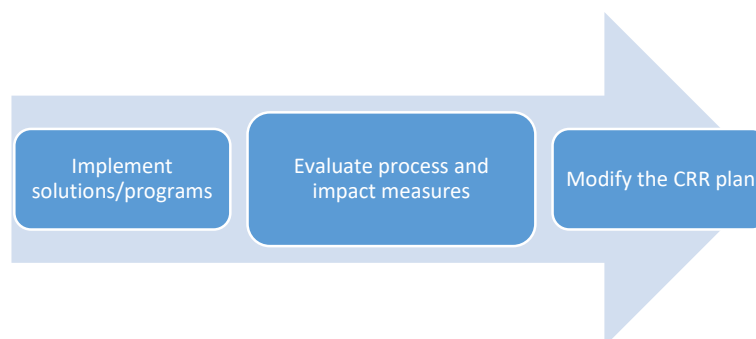 Implement
solutions/programs
Evaluate process and
impact measures
Modify the CRR plan